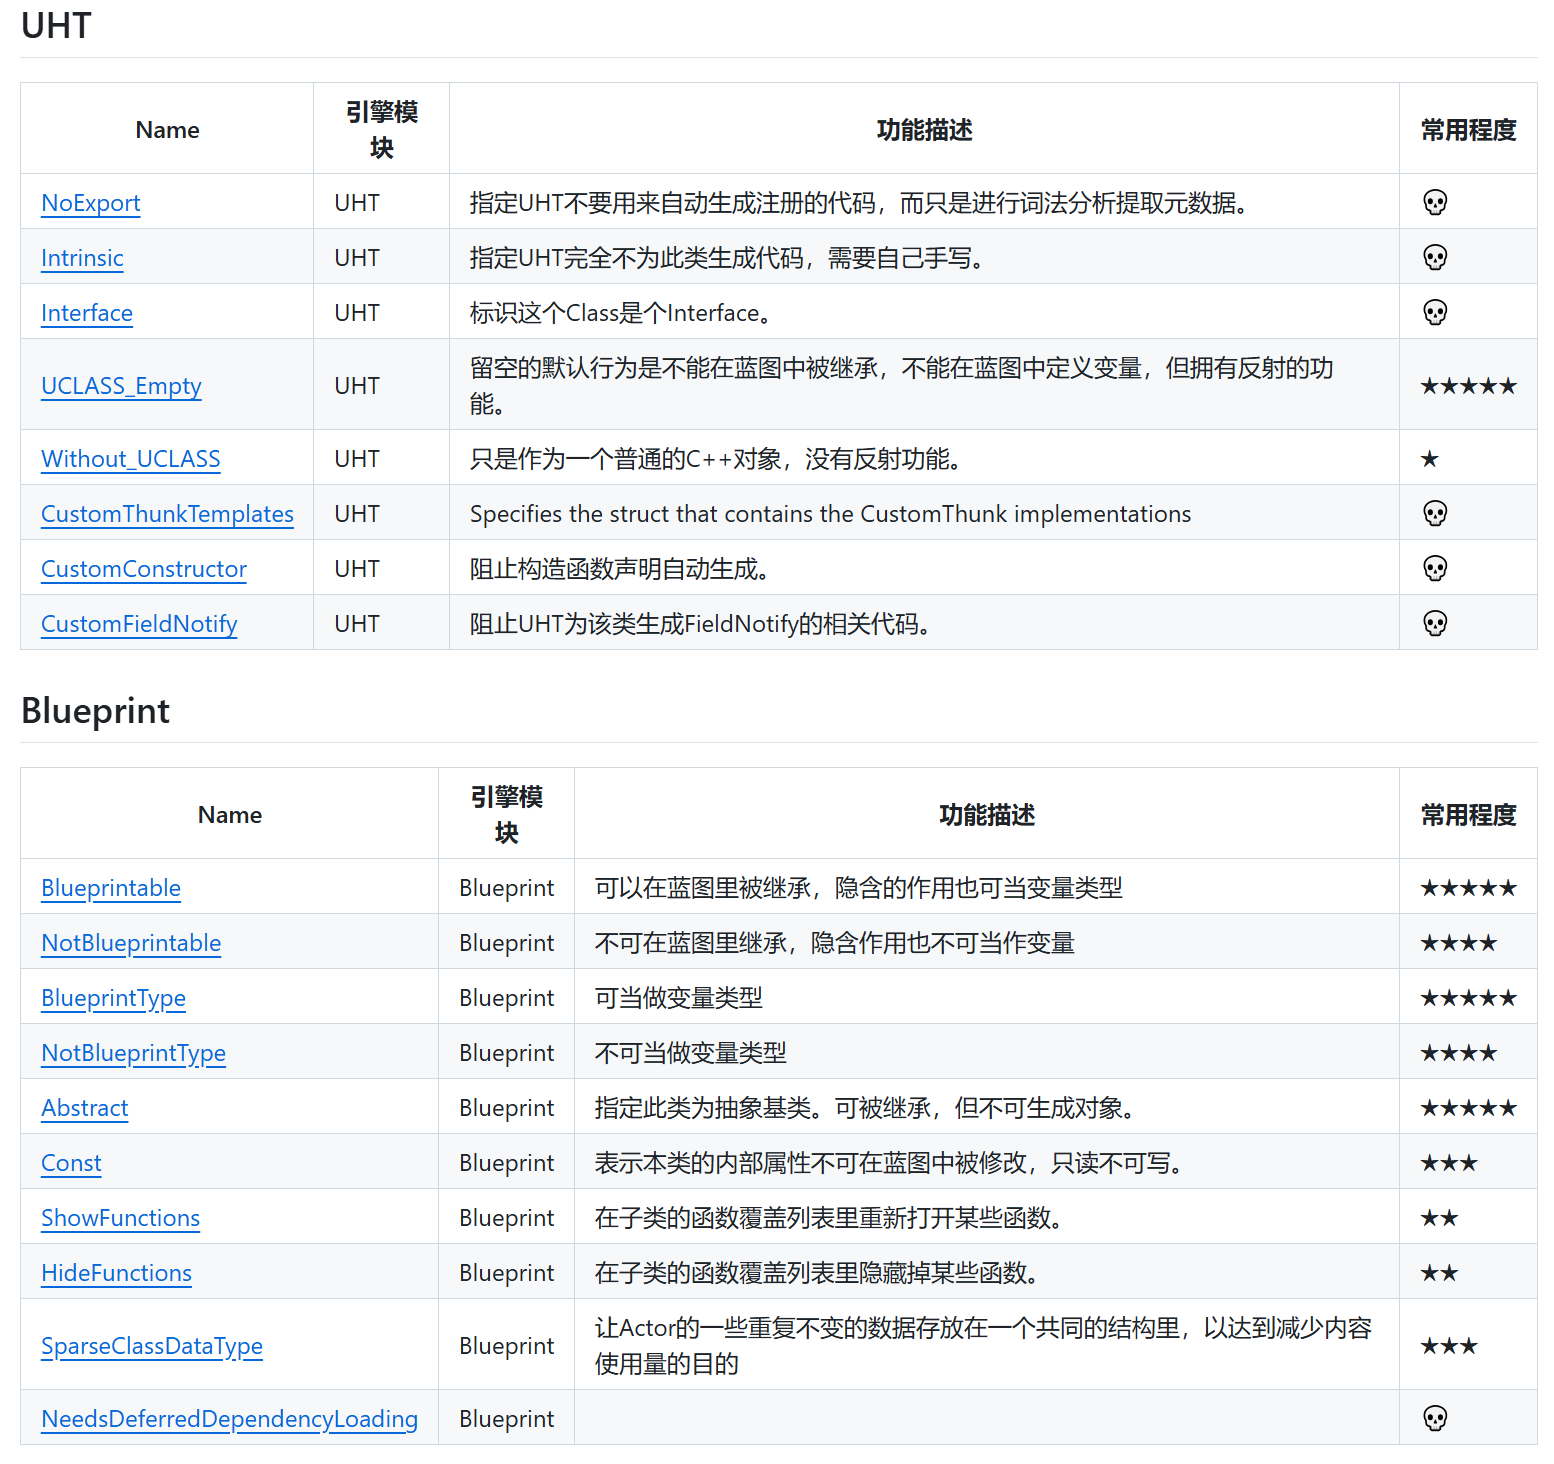 UHT
Name 引擎模块 功能描述 常用程度
NoExport UHT 指定UHT不要用来自动生成注册的代码，而只是进行词法分析提取元数据。 💀
Intrinsic UHT 指定UHT完全不为此类生成代码，需要自己手写。 💀
Interface UHT 标识这个Class是个Interface。 💀
UCLASS_Empty UHT 留空的默认行为是不能在蓝图中被继承，不能在蓝图中定义变量，但拥有反射的功
能。 ★★★★★
Without_UCLASS UHT 只是作为一个普通的C++对象，没有反射功能。 ★
CustomThunkTemplates UHT Specifies the struct that contains the CustomThunk implementations 💀
CustomConstructor UHT 阻止构造函数声明自动生成。 💀
CustomFieldNotify UHT 阻止UHT为该类生成FieldNotify的相关代码。 💀
Blueprint
Name 引擎模块 功能描述 常用程度
Blueprintable Blueprint 可以在蓝图里被继承，隐含的作用也可当变量类型 ★★★★★
NotBlueprintable Blueprint 不可在蓝图里继承，隐含作用也不可当作变量 ★★★★
BlueprintType Blueprint 可当做变量类型 ★★★★★
NotBlueprintType Blueprint 不可当做变量类型 ★★★★
Abstract Blueprint 指定此类为抽象基类。可被继承，但不可生成对象。 ★★★★★
Const Blueprint 表示本类的内部属性不可在蓝图中被修改，只读不可写。 ★★★
ShowFunctions Blueprint 在子类的函数覆盖列表里重新打开某些函数。 ★★
HideFunctions Blueprint 在子类的函数覆盖列表里隐藏掉某些函数。 ★★
SparseClassDataType Blueprint 让Actor的一些重复不变的数据存放在一个共同的结构里，以达到减少内容
使用量的目的 ★★★
NeedsDeferredDependencyLoading Blueprint 💀